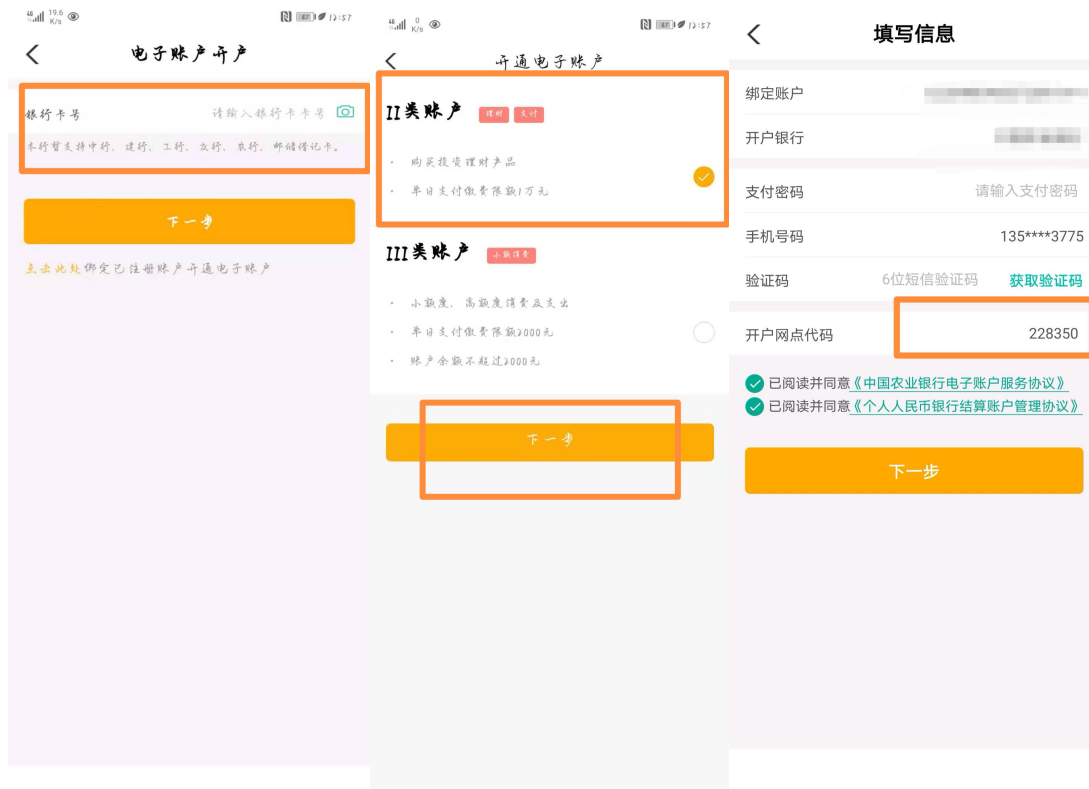 19.6
K/s
12:57
电子账户开户
银行卡号
请输入银行卡卡号
本行暂支持中行、建行、工行、交行、农行、邮储借记卡。
下一步
点击此处绑定已注册账户开通电子账户
0
K/s
12:57
开通电子账户
II类账户 理财 支付
· 购买投资理财产品
· 单日支付缴费限额1万元
III类账户 小额消费
· 小额度、高额度消费及支出
· 单日支付缴费限额2000元
· 账户余额不超过2000元
下一步
填写信息
绑定账户
开户银行
支付密码
请输入支付密码
手机号码
135****3775
验证码
6位短信验证码
获取验证码
开户网点代码
228350
已阅读并同意《中国农业银行电子账户服务协议》
已阅读并同意《个人人民币银行结算账户管理协议》
下一步